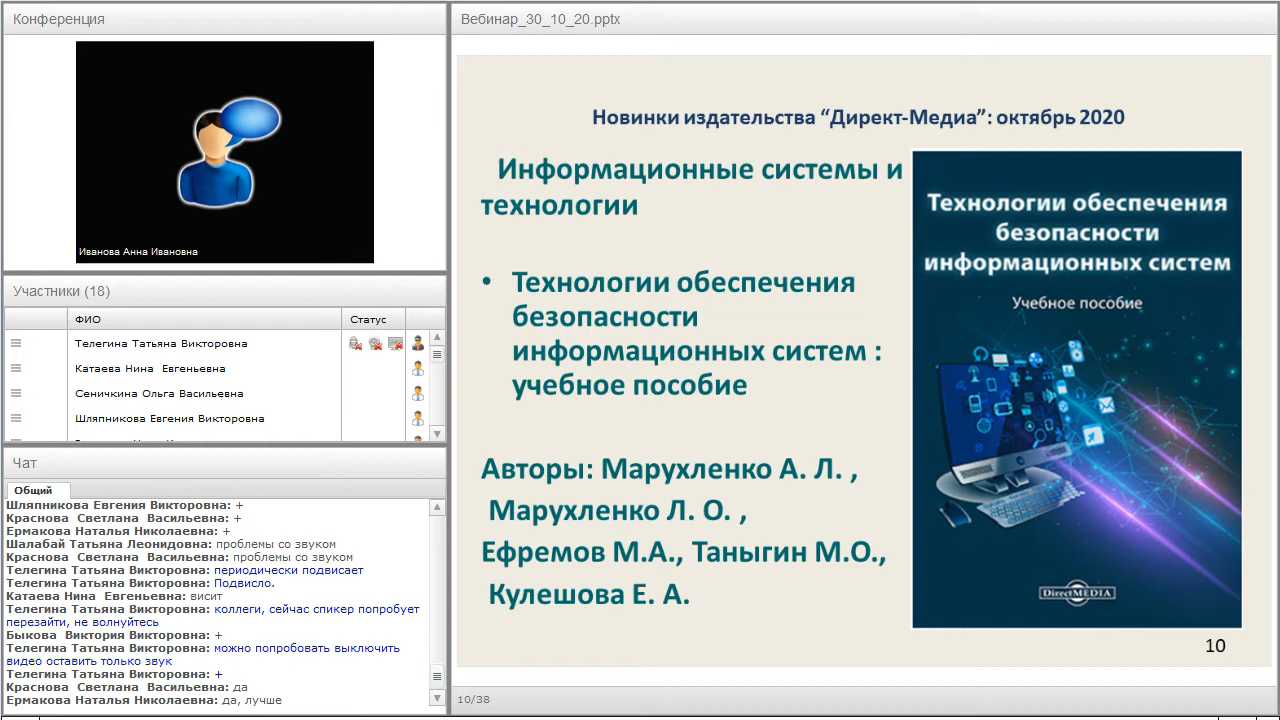 Конференция
Иванова Анна Ивановна
Участники (18)
ФИО Статус
Телегина Татьяна Викторовна
Катаева Нина Евгеньевна
Сеничкина Ольга Васильевна
Шляпникова Евгения Викторовна
Чат
Общий
Шляпникова Евгения Викторовна: +
Краснова Светлана Васильевна: +
Ермакова Наталья Николаевна: +
Шалабай Татьяна Леонидовна: проблемы со звуком
Краснова Светлана Васильевна: проблемы со звуком
Телегина Татьяна Викторовна: периодически подвисает
Телегина Татьяна Викторовна: Подвисло.
Катаева Нина Евгеньевна: висит
Телегина Татьяна Викторовна: коллеги, сейчас спикер попробует
перезайти, не волнуйтесь
Быкова Виктория Викторовна: +
Телегина Татьяна Викторовна: можно попробовать выключить
видео оставить только звук
Телегина Татьяна Викторовна: +
Краснова Светлана Васильевна: да
Ермакова Наталья Николаевна: да, лучше
Вебинар_30_10_20.pptx
Новинки издательства “Директ-Медиа”: октябрь 2020
Информационные системы и
технологии
• Технологии обеспечения
безопасности
информационных систем :
учебное пособие
Авторы: Марухленко А. Л. ,
Марухленко Л. О. ,
Ефремов М.А., Таныгин М.О.,
Кулешова Е. А.
Технологии обеспечения
безопасности
информационных систем
Учебное пособие
DirectMEDIA
10
10/38